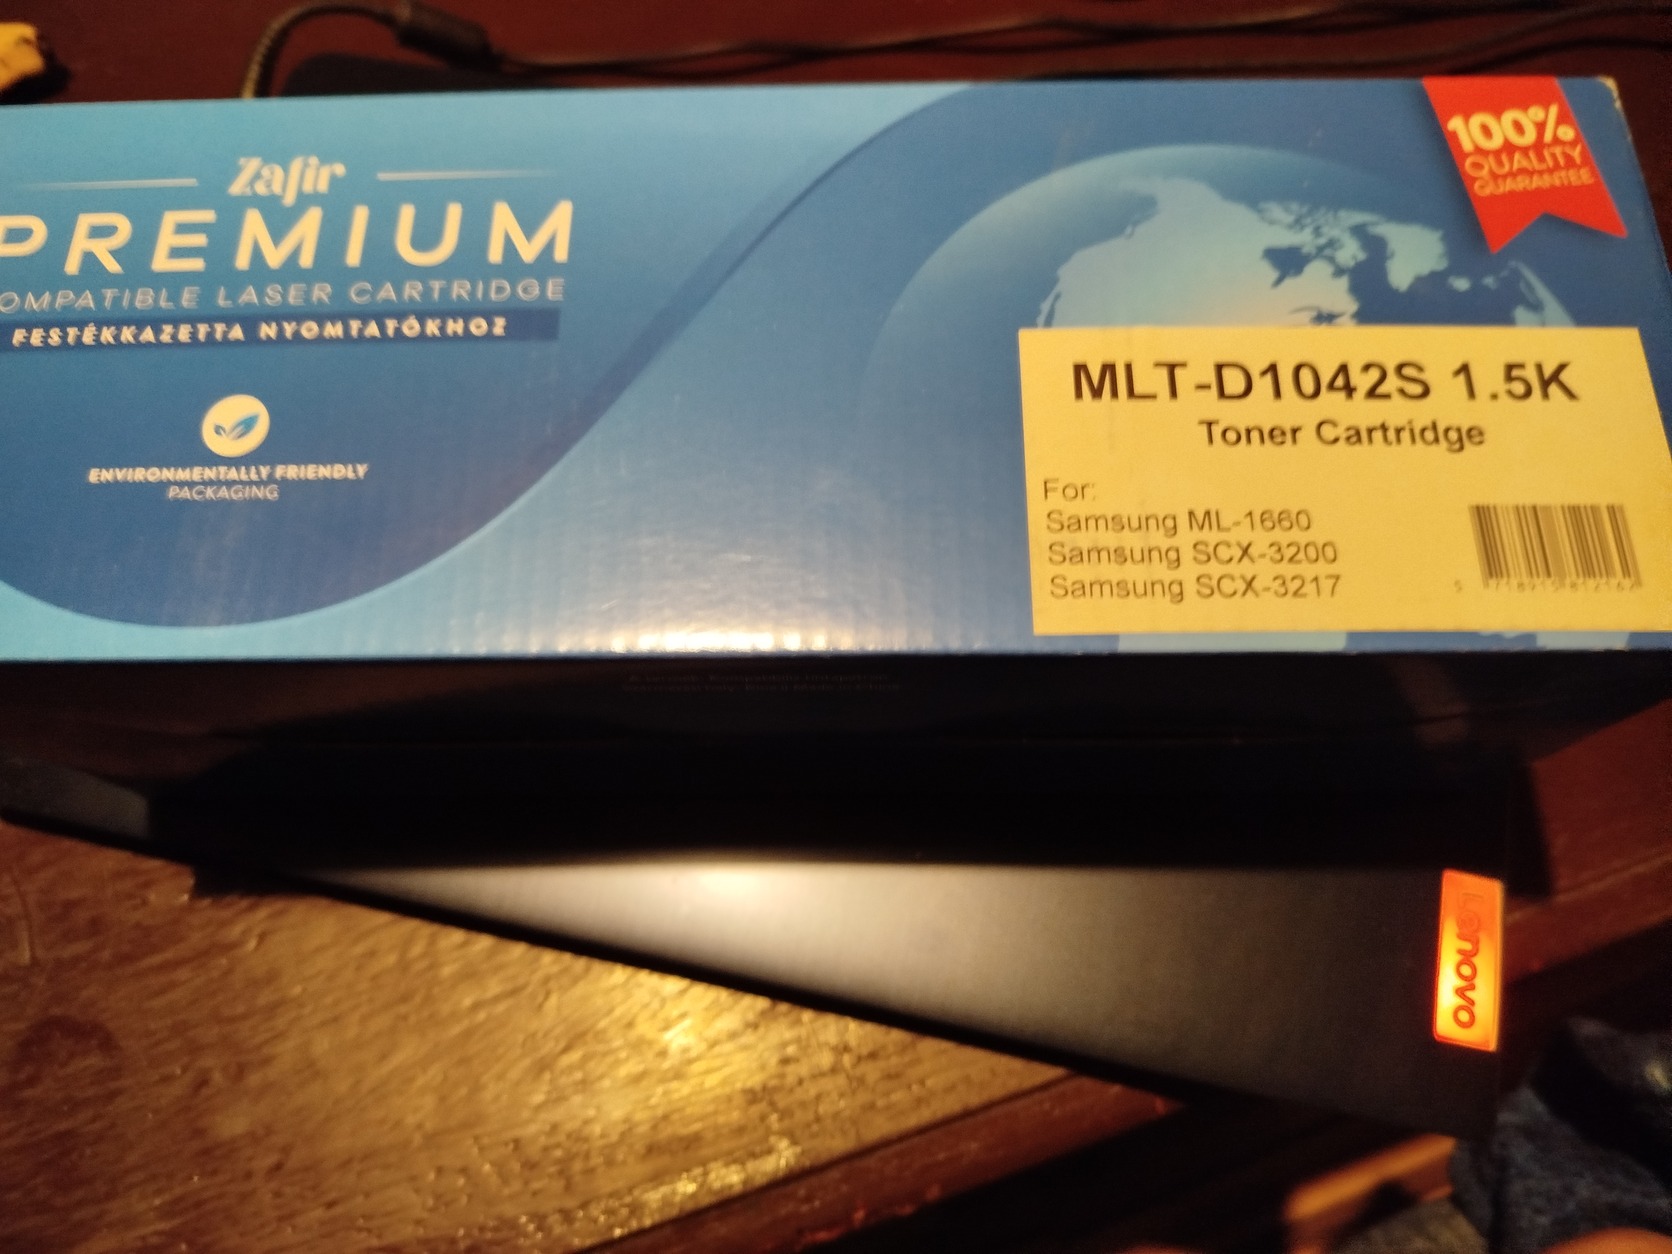 Zafir
PREMIUM
OMPATIBLE LASER CARTRIDGE
FESTÉKKAZETTA NYOMTATÓKHOZ
ENVIRONMENTALLY FRIENDLY
PACKAGING
100%
QUALITY
GUARANTEE
MLT-D1042S 1.5K
Toner Cartridge
For:
Samsung ML-1660
Samsung SCX-3200
Samsung SCX-3217
Lenovo